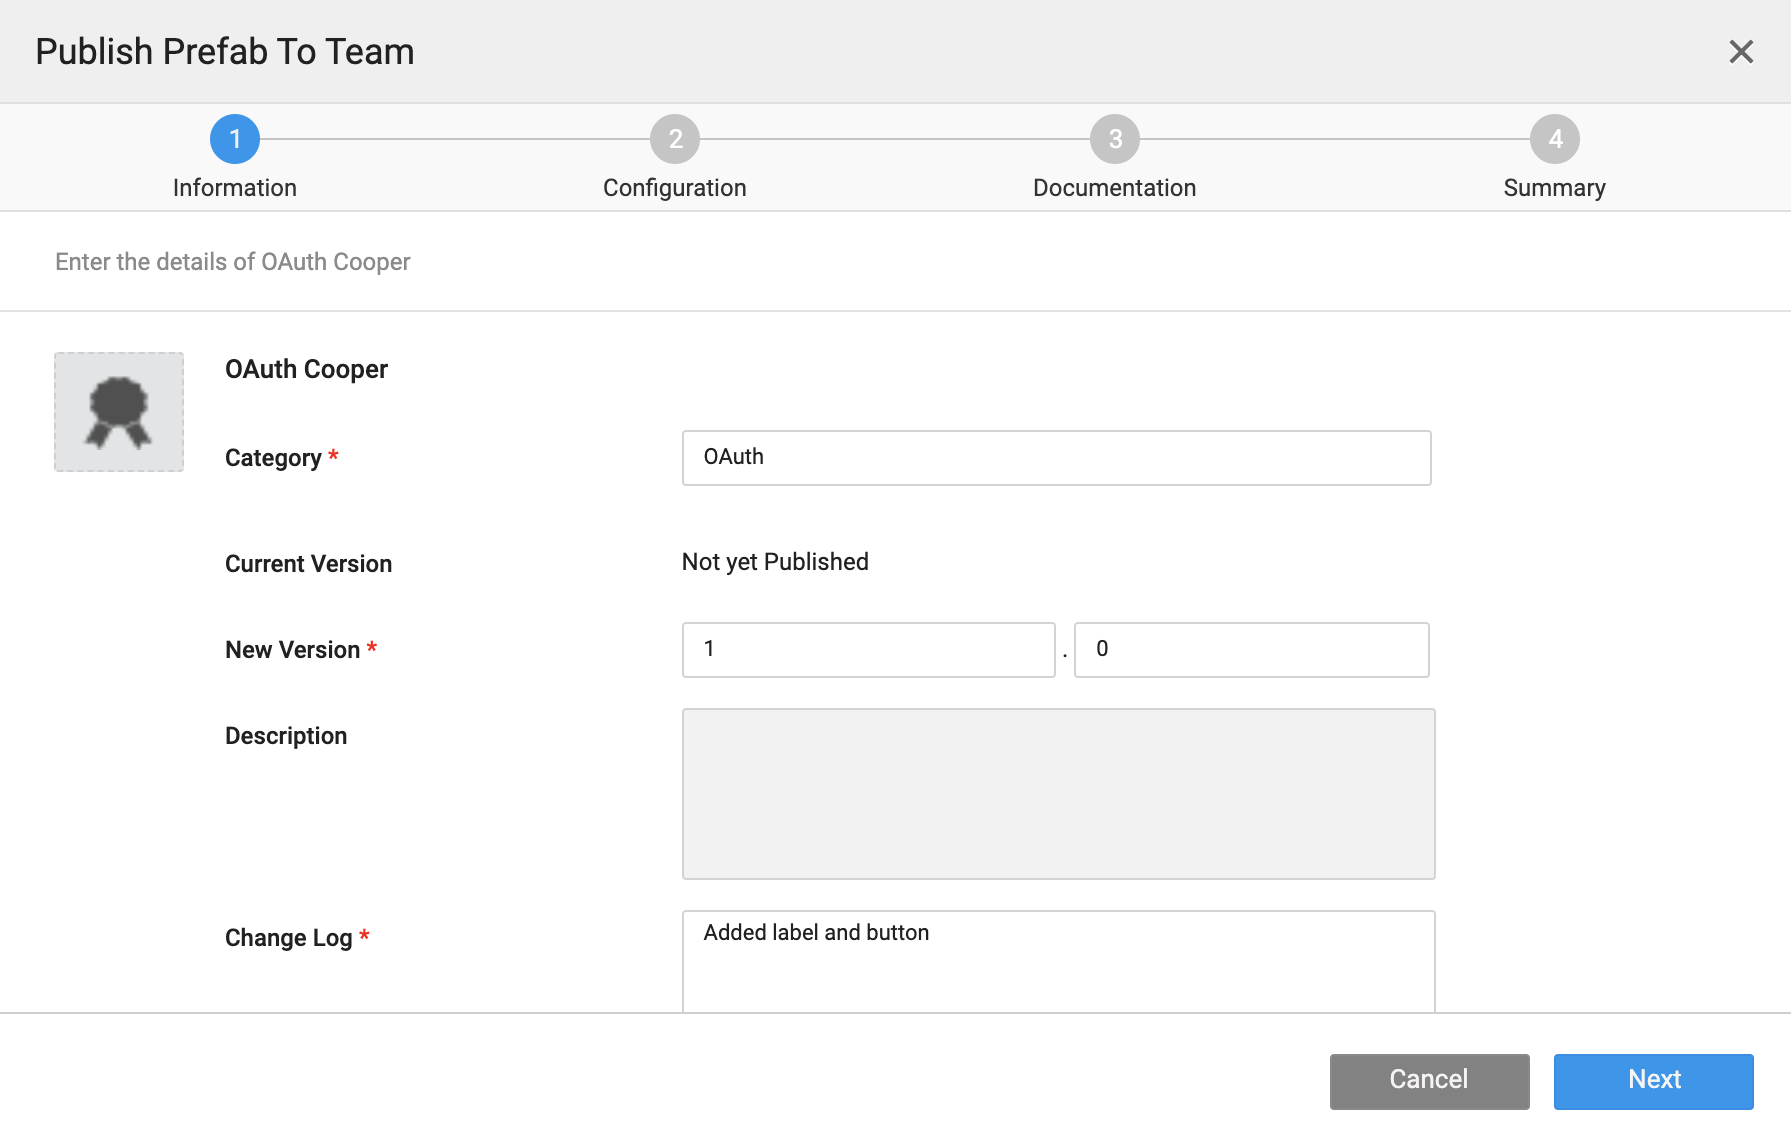 Publish Prefab To Team
1
2
3
4
Information
Configuration
Documentation
Summary
Enter the details of OAuth Cooper
OAuth Cooper
Category *
OAuth
Current Version
Not yet Published
New Version *
1
.
0
Description
Change Log *
Added label and button
Cancel
Next